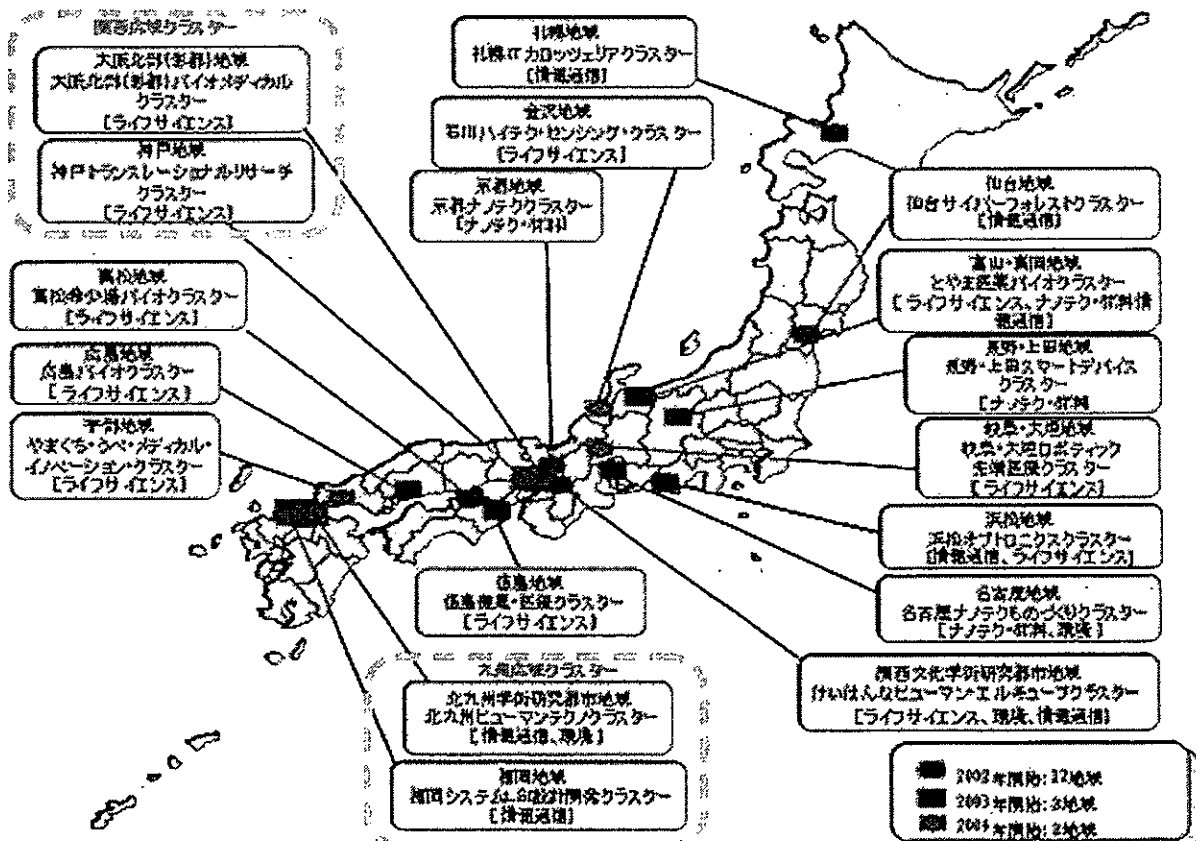 関西広域クラスター
大阪北部(彩都)地域
大阪北部(彩都)バイオメディカル
クラスター
[ライフサイエンス]
神戸地域
神戸トランスレーショナルリサーチ
クラスター
[ライフサイエンス]
高松地域
高松希少糖バイオクラスター
[ライフサイエンス]
広島地域
広島バイオクラスター
[ライフサイエンス]
宇部地域
やまぐち・うべ・メディカル・
イノベーション・クラスター
[ライフサイエンス]
札幌地域
札幌ITカロッツェリアクラスター
[情報通信]
金沢地域
石川ハイテク・センシング・クラスター
[ライフサイエンス]
京都地域
京都ナノテククラスター
[ナノテク・材料]
仙台地域
仙台サイバーフォレストクラスター
[情報通信]
富山・高岡地域
とやま医薬バイオクラスター
[ライフサイエンス、ナノテク・材料情
報通信]
長野・上田地域
長野・上田スマートデバイス
クラスター
[ナノテク・材料
岐阜・大垣地域
岐阜・大垣ロボティック
先端医療クラスター
[ライフサイエンス]
浜松地域
浜松オプトロニクスクラスター
[情報通信、ライフサイエンス]
名古屋地域
名古屋ナノテクものづくりクラスター
[ナノテク・材料、環境]
関西文化学術研究都市地域
けいはんなヒューマン・エルキューブクラスター
[ライフサイエンス、環境、情報通信]
徳島地域
徳島健康・医療クラスター
[ライフサイエンス]
九州広域クラスター
北九州学術研究都市地域
北九州ヒューマンテクノクラスター
[情報通信、環境]
福岡地域
福岡システムLSI設計開発クラスター
[情報通信]
2002年開始:12地域
2003年開始:3地域
2004年開始:3地域